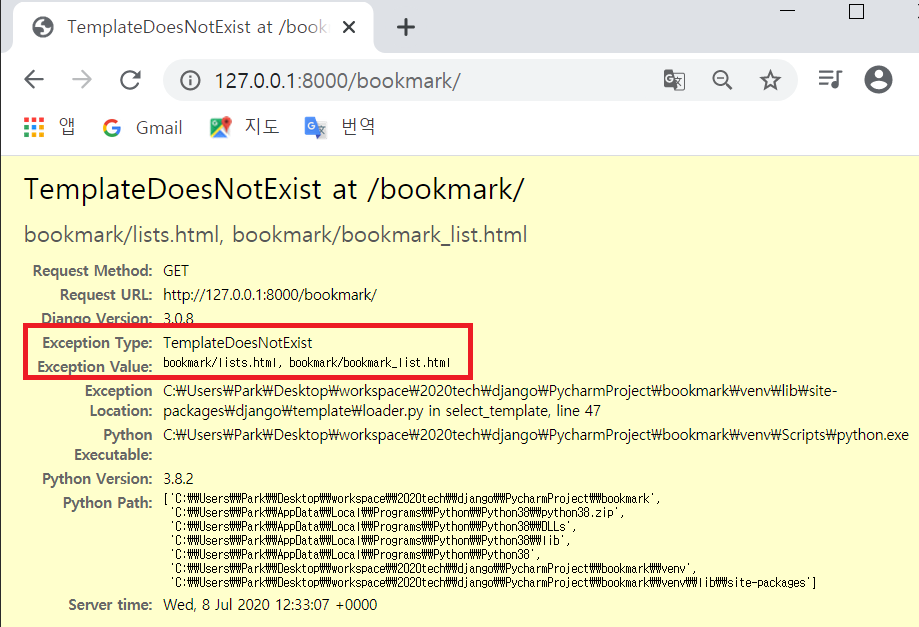 TemplateDoesNotExist at /book
127.0.0.1:8000/bookmark/
앱 Gmail 지도 번역
TemplateDoesNotExist at /bookmark/
bookmark/lists.html, bookmark/bookmark_list.html
Request Method: GET
Request URL: http://127.0.0.1:8000/bookmark/
Django Version: 3.0.8
Exception Type: TemplateDoesNotExist
Exception Value: bookmark/lists.html, bookmark/bookmark_list.html
Exception Location: C:₩Users₩Park₩Desktop₩workspace₩2020tech₩django₩PycharmProject₩bookmark₩venv₩lib₩site-
packages₩django₩template₩loader.py in select_template, line 47
Python Executable: C:₩Users₩Park₩Desktop₩workspace₩2020tech₩django₩PycharmProject₩bookmark₩venv₩Scripts₩python.exe
Python Version: 3.8.2
Python Path: ['C:₩₩Users₩₩Park₩₩Desktop₩₩workspace₩₩2020tech₩₩django₩₩PycharmProject₩₩bookmark',
'C:₩₩Users₩₩Park₩₩AppData₩₩Local₩₩Programs₩₩Python₩₩Python38₩₩python38.zip',
'C:₩₩Users₩₩Park₩₩AppData₩₩Local₩₩Programs₩₩Python₩₩Python38₩₩DLLs',
'C:₩₩Users₩₩Park₩₩AppData₩₩Local₩₩Programs₩₩Python₩₩Python38₩₩lib',
'C:₩₩Users₩₩Park₩₩AppData₩₩Local₩₩Programs₩₩Python₩₩Python38',
'C:₩₩Users₩₩Park₩₩Desktop₩₩workspace₩₩2020tech₩₩django₩₩PycharmProject₩₩bookmark₩₩venv',
'C:₩₩Users₩₩Park₩₩Desktop₩₩workspace₩₩2020tech₩₩django₩₩PycharmProject₩₩bookmark₩₩venv₩₩lib₩₩site-packages']
Server time: Wed, 8 Jul 2020 12:33:07 +0000